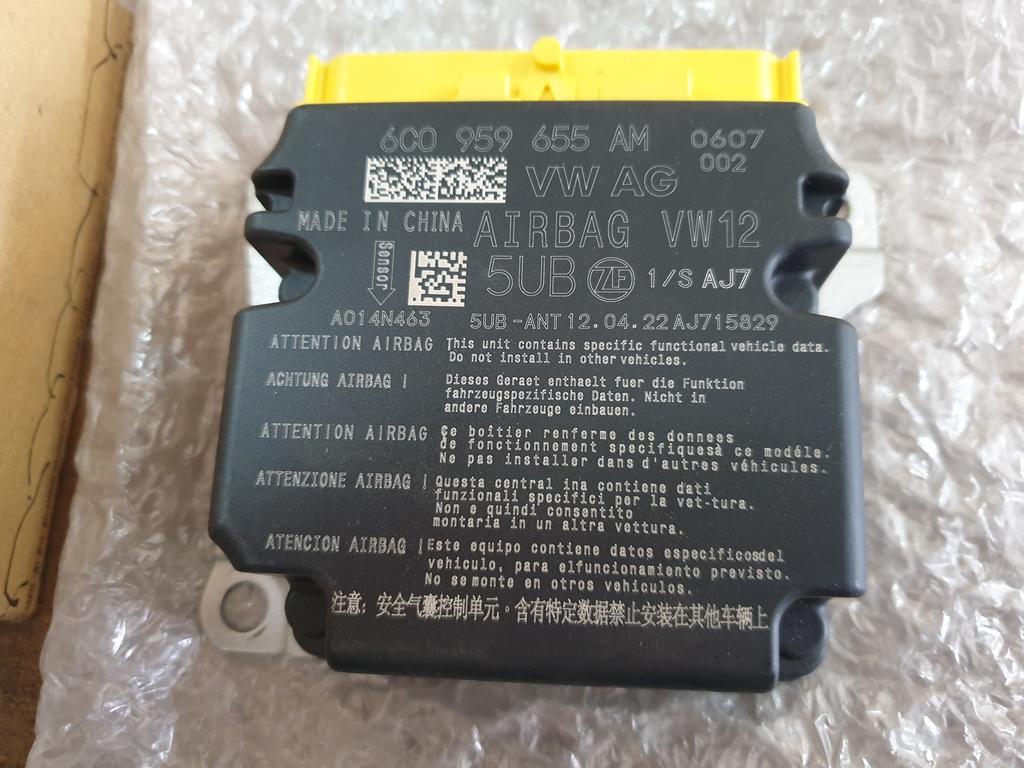 6C0 959 655 AM 0607
002
VW AG
MADE IN CHINA AIRBAG VW12
Sensor 5UB ZF 1/S AJ7
A014N463 5UB-ANT 12.04.22 AJ715829
ATTENTION AIRBAG This unit contains specific functional vehicle data.
Do not install in other vehicles.
ACHTUNG AIRBAG ! Dieses Geraet enthaelt fuer die Funktion
fahrzeugspezifische Daten. Nicht in
andere Fahrzeuge einbauen.
ATTENTION AIRBAG Ce boîtier renferme des donnees
de fonctionnement specifiquesà ce modéle.
Ne pas installer dans d'autres véhicules.
ATTENZIONE AIRBAG ! Questa central ina contiene dati
funzionali specifici per la vet-tura.
Non e quindi consentito
montaria in un altra vettura.
ATENCION AIRBAG ! Este equipo contiene datos especificosdel
vehiculo, para elfuncionamiento previsto.
No se monte en otros vehiculos.
注意：安全气囊控制单元。含有特定数据禁止安装在其他车辆上